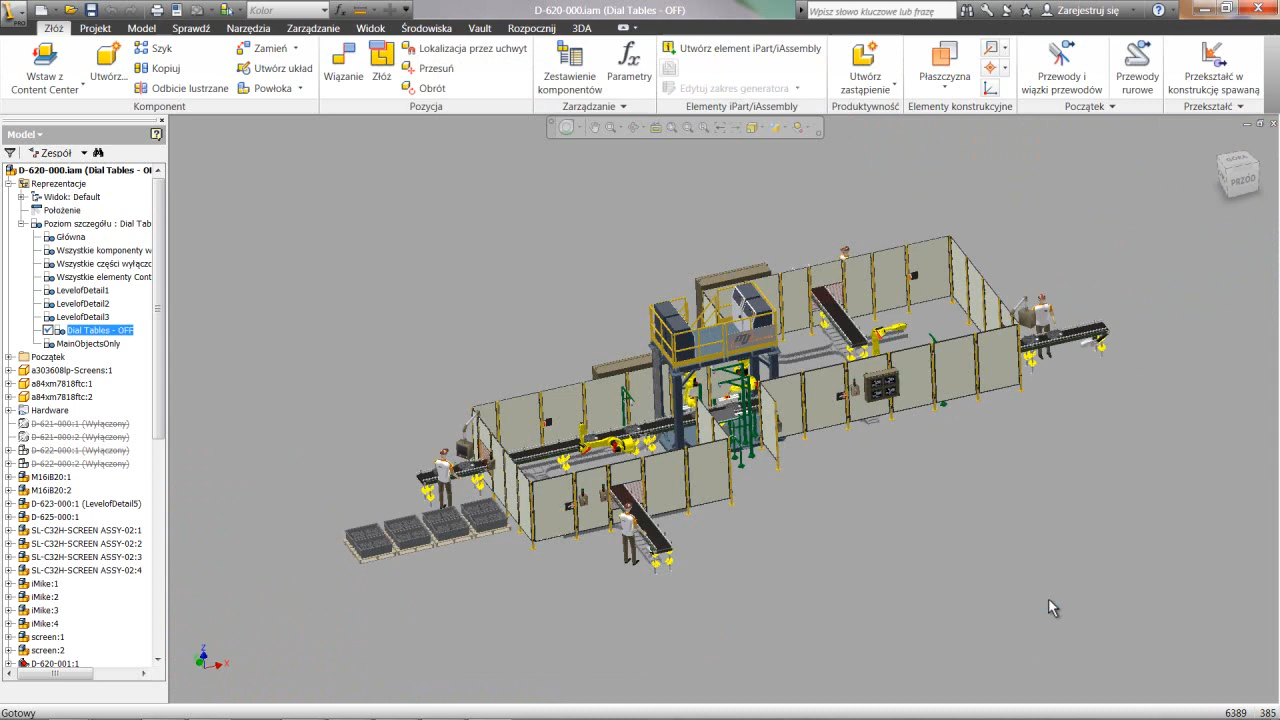 PRO
Kolor
D-620-000.iam (Dial Tables - OFF)
Wpisz słowo kluczowe lub frazę
Zarejestruj się
Złóż
Projekt
Model
Sprawdź
Narzędzia
Zarządzanie
Widok
Środowiska
Vault
Rozpocznij
3DA
Wstaw z
Content Center
Utwórz...
Szyk
Kopiuj
Odbicie lustrzane
Zamień
Utwórz układ
Powłoka
Komponent
Wiązanie
Złóż
Lokalizacja przez uchwyt
Przesuń
Obrót
Pozycja
Zestawienie
komponentów
Parametry
Zarządzanie
Utwórz element iPart/iAssembly
Edytuj zakres generatora
Elementy iPart/iAssembly
Utwórz
zastąpienie
Produktywność
Płaszczyzna
Elementy konstrukcyjne
Przewody i
wiązki przewodów
Przewody
rurowe
Początek
Przekształć w
konstrukcję spawaną
Przekształć
Model
Zespół
D-620-000.iam (Dial Tables - Of
Reprezentacje
Widok: Default
Położenie
Poziom szczegółu : Dial Tab
Główna
Wszystkie komponenty w
Wszystkie części wyłącz
Wszystkie elementy Cont
LevelofDetail1
LevelofDetail2
LevelofDetail3
Dial Tables - OFF
MainObjectsOnly
Początek
a303608lp-Screens:1
a84xm7818ftc:1
a84xm7818ftc:2
Hardware
D-621-000:1 (Wyłączony)
D-621-000:2 (Wyłączony)
D-622-000:1 (Wyłączony)
D-622-000:2 (Wyłączony)
M16iB20:1
M16iB20:2
D-623-000:1 (LevelofDetail5)
D-625-000:1
SL-C32H-SCREEN ASSY-02:1
SL-C32H-SCREEN ASSY-02:2
SL-C32H-SCREEN ASSY-02:3
SL-C32H-SCREEN ASSY-02:4
iMike:1
iMike:2
iMike:3
iMike:4
screen:1
screen:2
D-620-001:1
GÓRA
PRZÓD
Z
X
Gotowy
6389
385